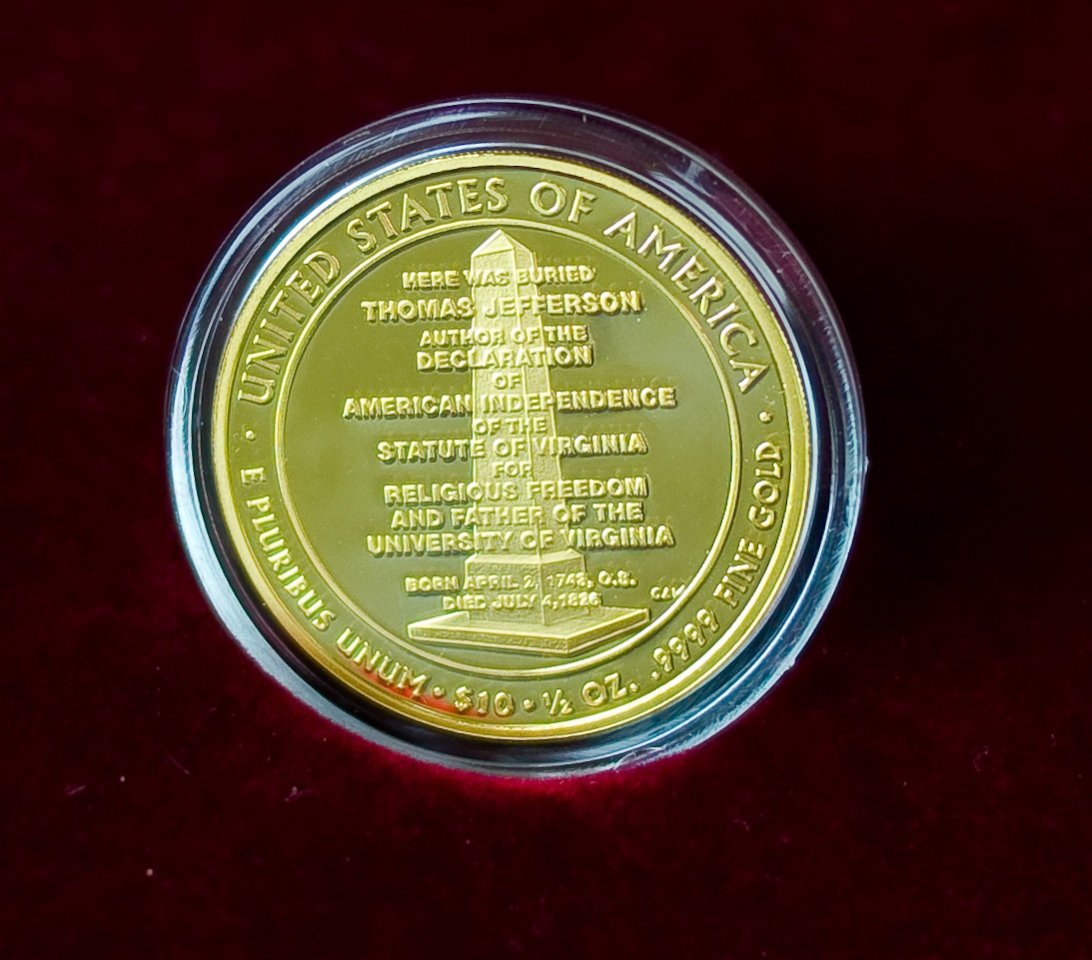 UNITED STATES OF AMERICA
HERE WAS BURIED
THOMAS JEFFERSON
AUTHOR OF THE
DECLARATION
OF
AMERICAN INDEPENDENCE
OF THE
STATUTE OF VIRGINIA
FOR
RELIGIOUS FREEDOM
AND FATHER OF THE
UNIVERSITY OF VIRGINIA
BORN APRIL 2, 1743, O.S.
DIED JULY 4, 1826
E PLURIBUS UNUM · $10 · ½ OZ. .9999 FINE GOLD